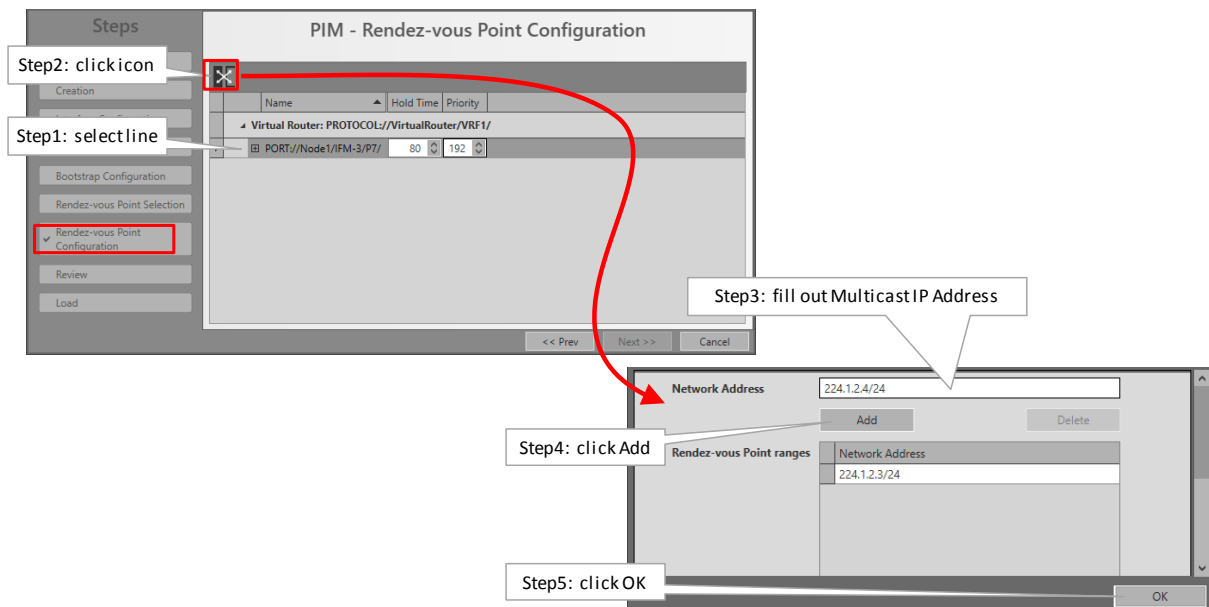 Steps
PIM - Rendez-vous Point Configuration
Step2: click icon
Creation
Name Hold Time Priority
Virtual Router: PROTOCOL://VirtualRouter/VRF1/
Step1: select line
PORT://Node1/IFM-3/P7/ 80 192
Bootstrap Configuration
Rendez-vous Point Selection
Rendez-vous Point
Configuration
Review
Load
Step3: fill out Multicast IP Address
<< Prev Next >> Cancel
Network Address 224.1.2.4/24
Add Delete
Step4: click Add
Rendez-vous Point ranges Network Address
224.1.2.3/24
Step5: click OK
OK